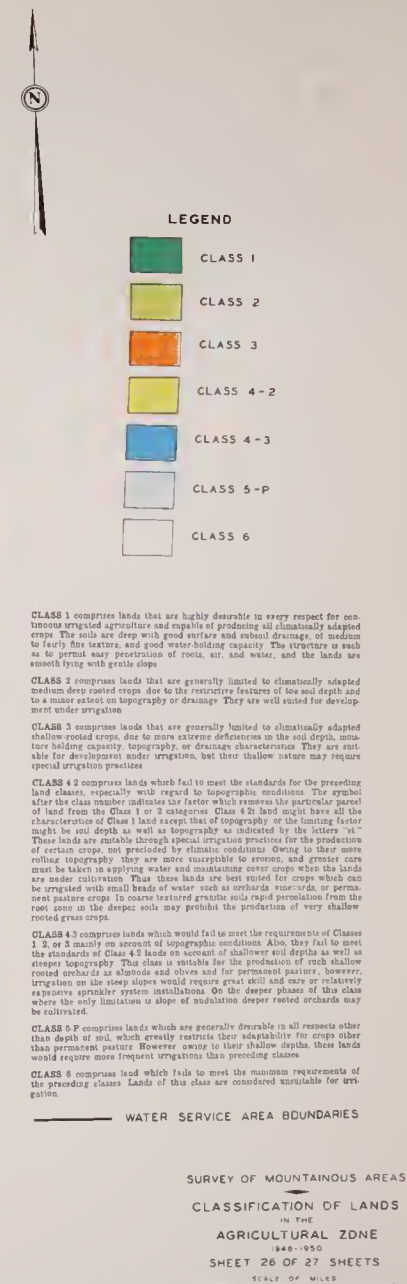 N
LEGEND
CLASS 1
CLASS 2
CLASS 3
CLASS 4-2
CLASS 4-3
CLASS 5-P
CLASS 6
CLASS 1 comprises lands that are highly desirable in every respect for con-
tinuous irrigated agriculture and capable of producing all climatically adapted
crops The soils are deep with good surface and subsoil drainage, of medium
to fairly fine texture, and good water-holding capacity The structure is such
as to permit easy penetration of roots, air, and water, and the lands are
smooth lying with gentle slops
CLASS 2 comprises lands that are generally limited to climatically adapted
medium deep rooted crops due to the restrictive features of the soil depth and
to a minor extent on topography or drainage They are well suited for develop-
ment under irrigation
CLASS 3 comprises lands that are generally limited to climatically adapted
shallow-rooted crops, due to more extreme deficiencies in the soil depth, mois-
ture holding capacity, topography, or drainage characteristics They are suit-
able for development under irrigation, but their thallow nature may require
special irrigation practices
CLASS 4 2 comprises lands which fail to meet the standards for the preceding
land classes, especially with regard to topographic conditions. The symbol
after the class number indicates the factor which removes the particular parcel
of land from the Class 1 or 2 categories Class 4 2t land might have all the
characteristics of Class 1 land except that of topography or the limiting factor
might be soil depth as well as topography as indicated by the letters "st."
These lands are suitable through special irrigation practices for the production
of certain crops, not precluded by climatic conditions Owing to their more
rolling topography they are more susceptible to erosion, and greater care
must be taken in applying water and maintaining cover crops when the lands
are under cultivation Thus these lands are best suited for crops which can
be irrigated with small heads of water such as orchards vineyards, or perma-
nent pasture crops In coarse textured granitic soils rapid percolation from the
root zone in the deeper soils may prohibit the production of very shallow
rooted grass crops.
CLASS 4-3 comprises lands which would fail to meet the requirements of Classes
1 2, or 3 mainly on account of topographic conditions Also, they fail to meet
the standards of Class 4-2 lands on account of shallower soil depths as well as
steeper topography This class is suitable for the production of such shallow
rooted orchards as almonds and olives and for permanent pasture, however,
irrigation on the steep slopes would require great skill and care or relatively
expensive sprinkler system installations On the deeper phases of this class
where the only limitation is slope of undulation deeper rooted orchards may
be cultivated.
CLASS 5 P comprises lands which are generally desirable in all respects other
than depth of soil, which greatly restricts their adaptability for crops other
than permanent pasture However owing to their shallow depths, these lands
would require more frequent irrigations than preceding classes
CLASS 6 comprises land which fails to meet the minimum requirements of
the preceding classes Lands of this class are considered unsuitable for irri-
gation.
WATER SERVICE AREA BOUNDARIES
SURVEY OF MOUNTAINOUS AREAS
CLASSIFICATION OF LANDS
IN THE
AGRICULTURAL ZONE
1948-1950
SHEET 26 OF 27 SHEETS
SCALE OF MILES